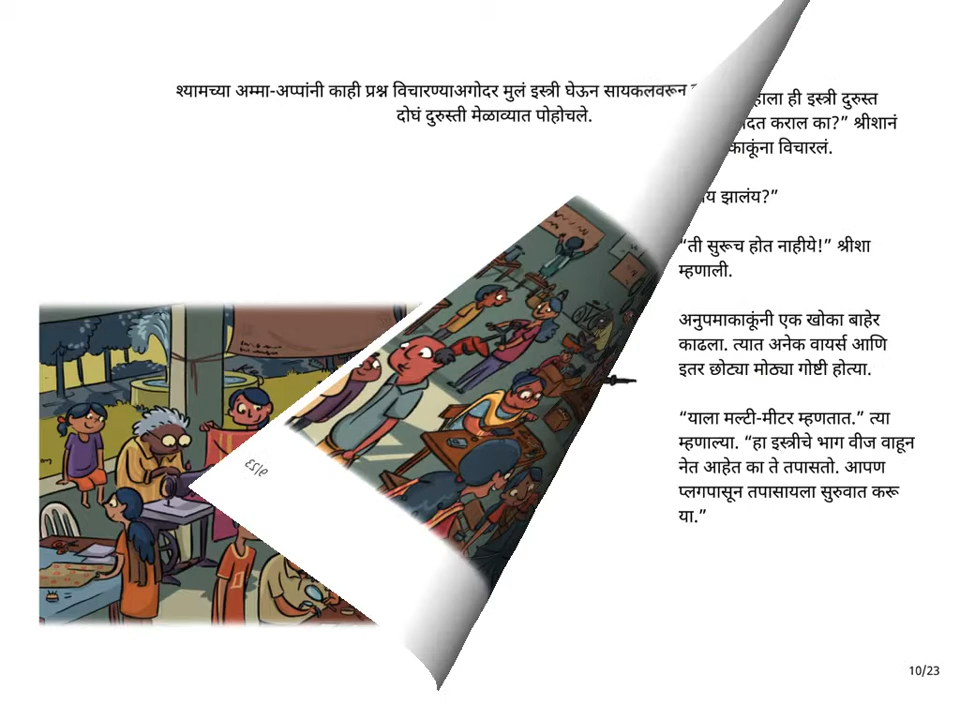 श्यामच्या अम्मा-अप्पांनी काही प्रश्न विचारण्याअगोदर मुलं इस्त्री घेऊन सायकलवरून
दोघं दुरुस्ती मेळाव्यात पोहोचले.
ही इस्त्री दुरुस्त
कराल का?” श्रीशानं
विचारलं.
झालंय?”
“ती सुरूच होत नाहीये!” श्रीशा
म्हणाली.
अनुपमाकाकूंनी एक खोका बाहेर
काढला. त्यात अनेक वायर्स आणि
इतर छोट्या मोठ्या गोष्टी होत्या.
“याला मल्टी-मीटर म्हणतात.” त्या
म्हणाल्या. “हा इस्त्रीचे भाग वीज वाहून
नेत आहेत का ते तपासतो. आपण
प्लगपासून तपासायला सुरुवात करू
या.”
9/23
10/23